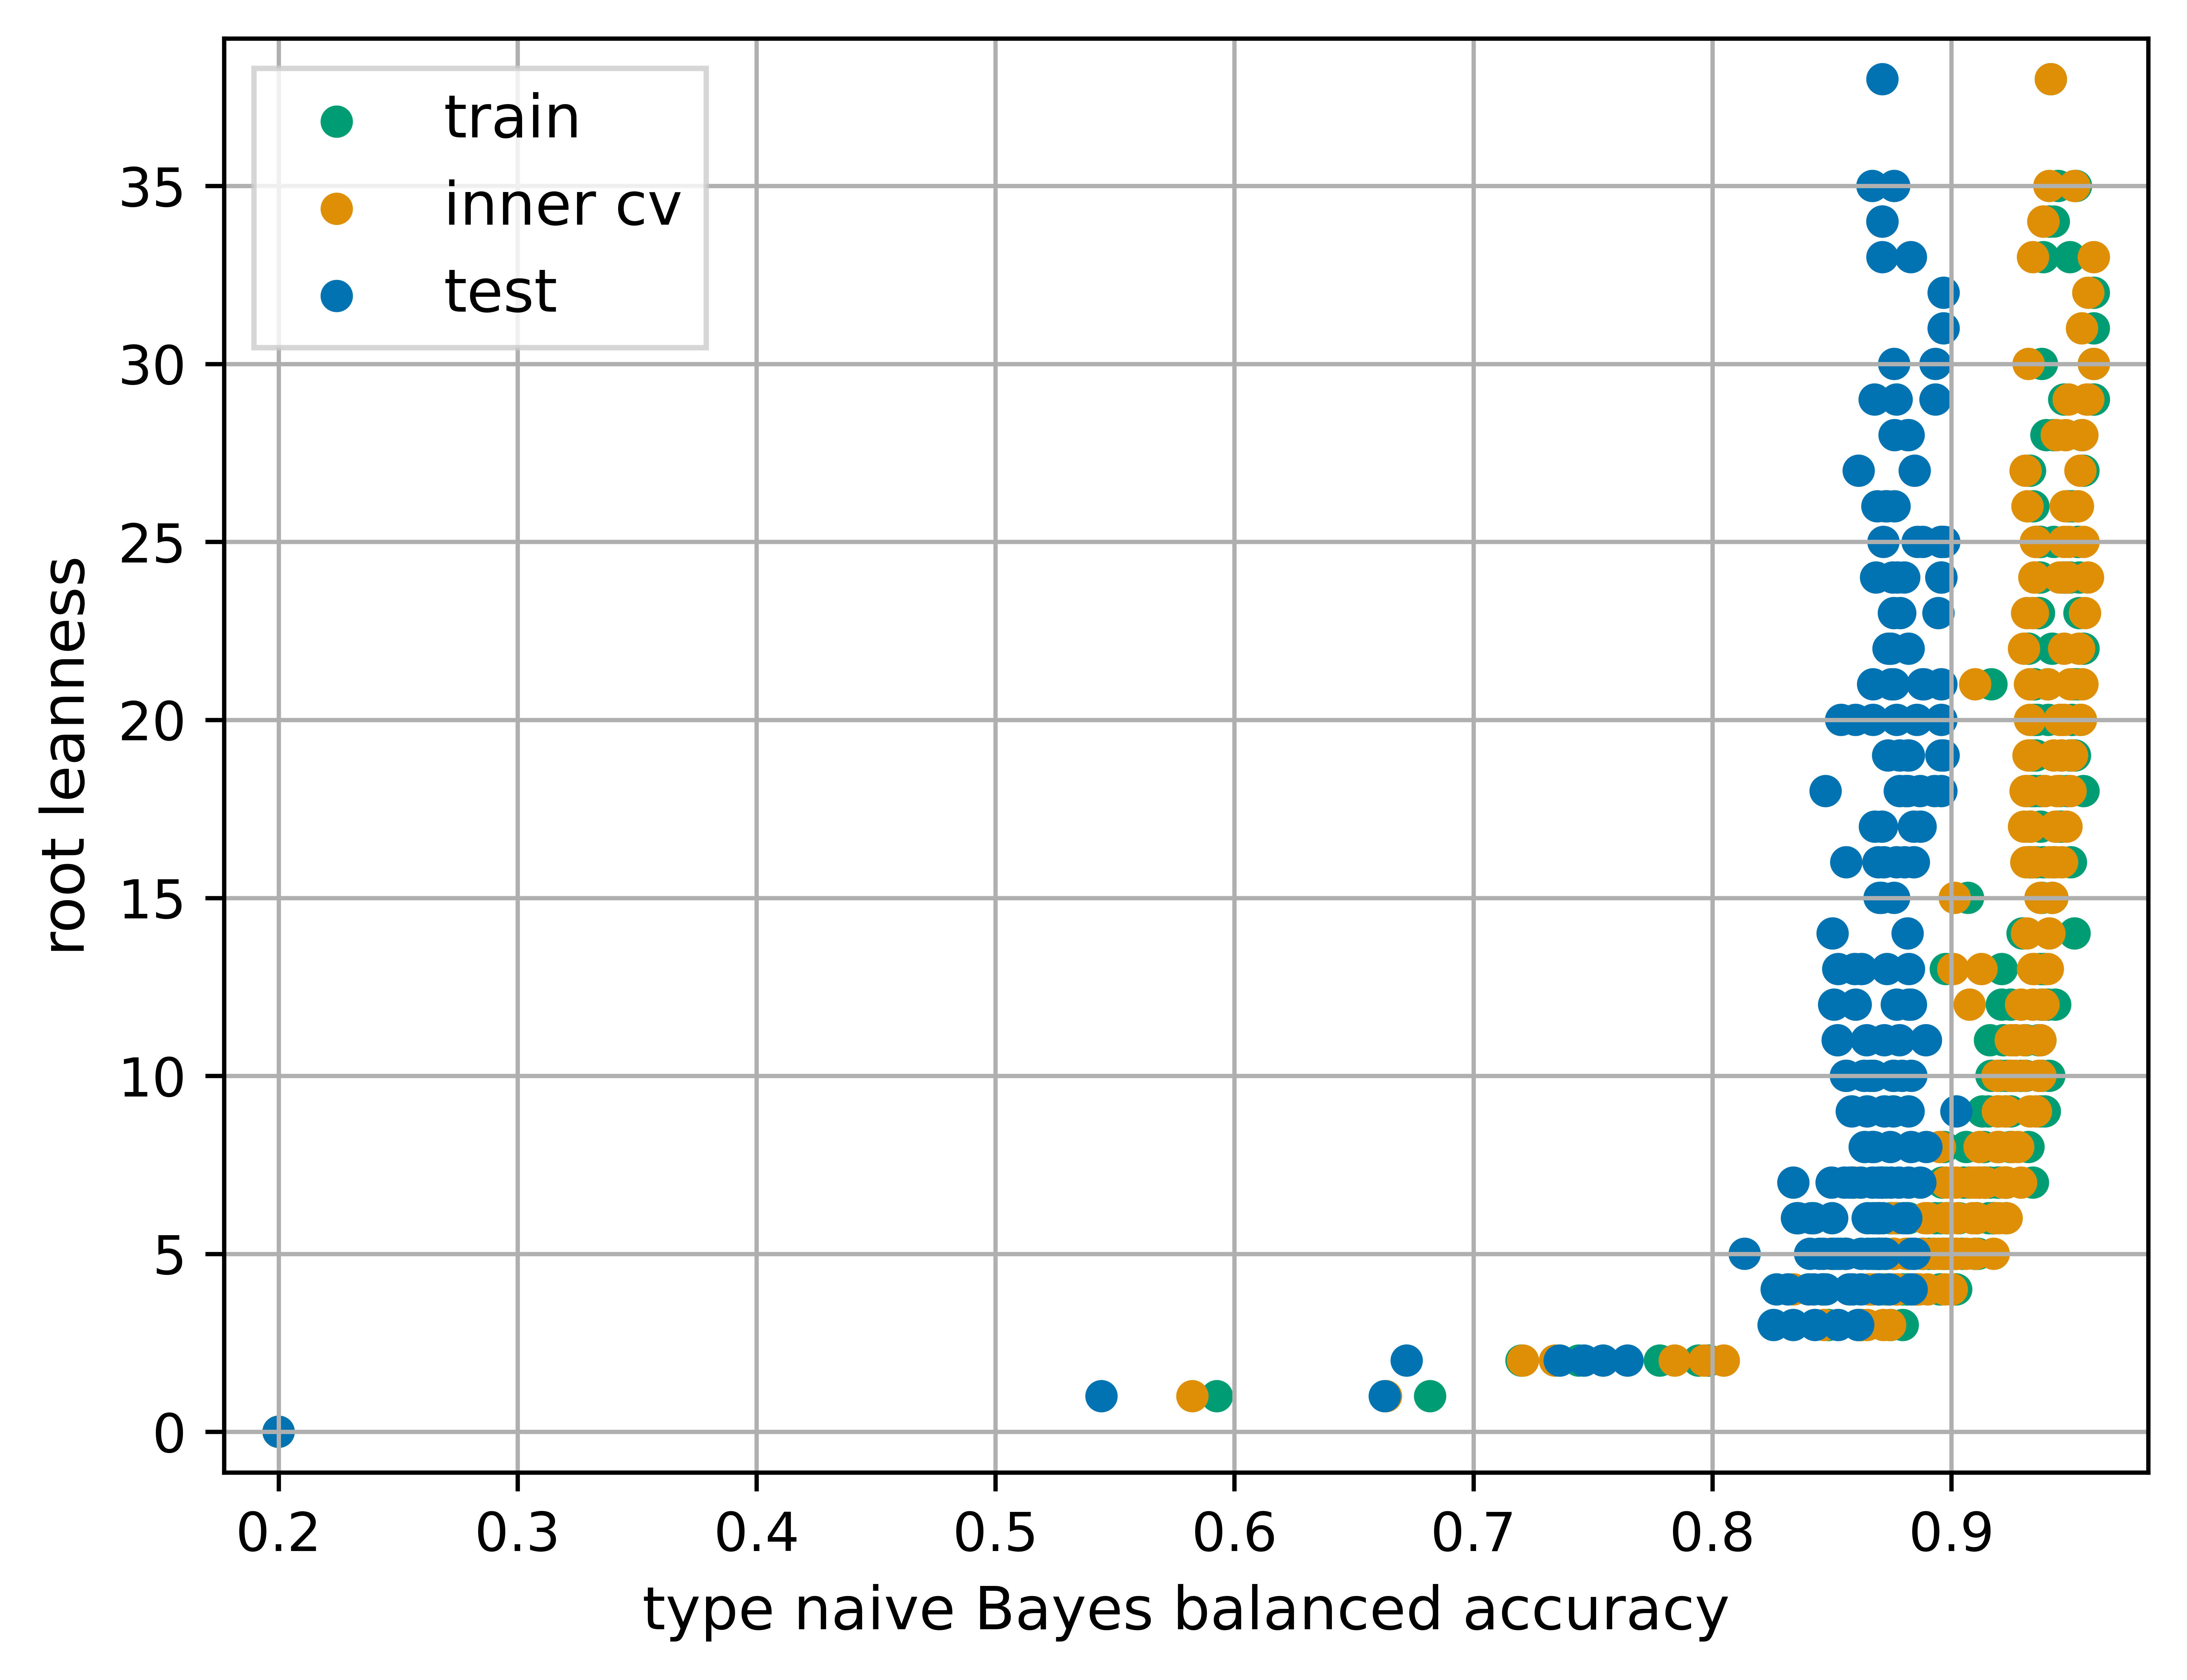 train
inner cv
test
35
30
25
20
15
10
5
0
root leanness
0.2 0.3 0.4 0.5 0.6 0.7 0.8 0.9
type naive Bayes balanced accuracy